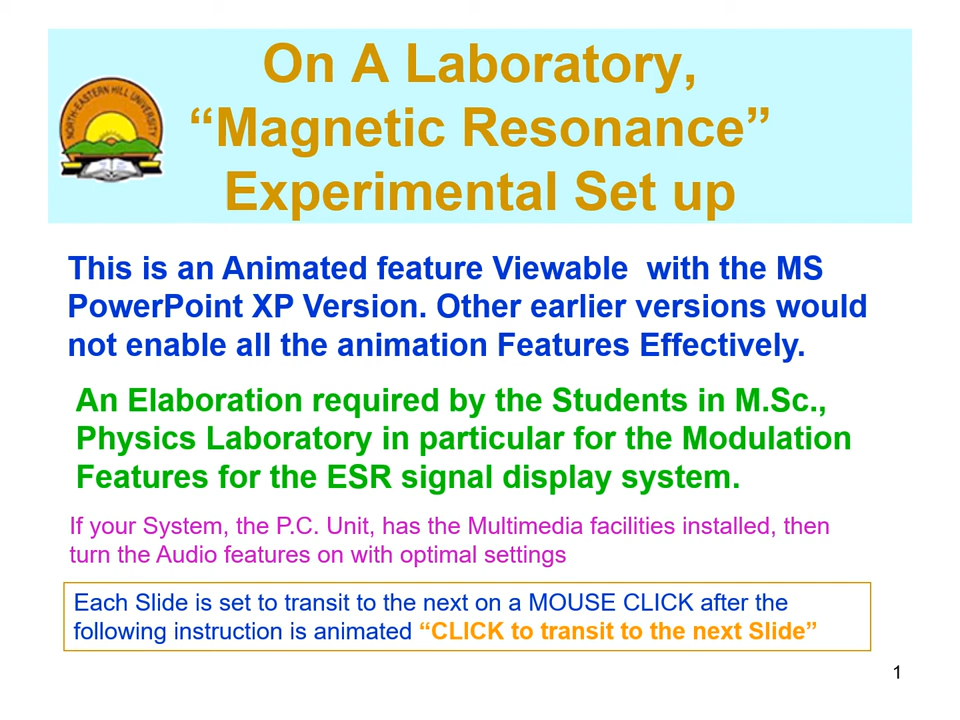 On A Laboratory,
“Magnetic Resonance”
Experimental Set up
NORTH-EASTERN HILL UNIVERSITY
This is an Animated feature Viewable  with the MS
PowerPoint XP Version. Other earlier versions would
not enable all the animation Features Effectively.
An Elaboration required by the Students in M.Sc.,
Physics Laboratory in particular for the Modulation
Features for the ESR signal display system.
If your System, the P.C. Unit, has the Multimedia facilities installed, then
turn the Audio features on with optimal settings
Each Slide is set to transit to the next on a MOUSE CLICK after the
following instruction is animated “CLICK to transit to the next Slide”
1